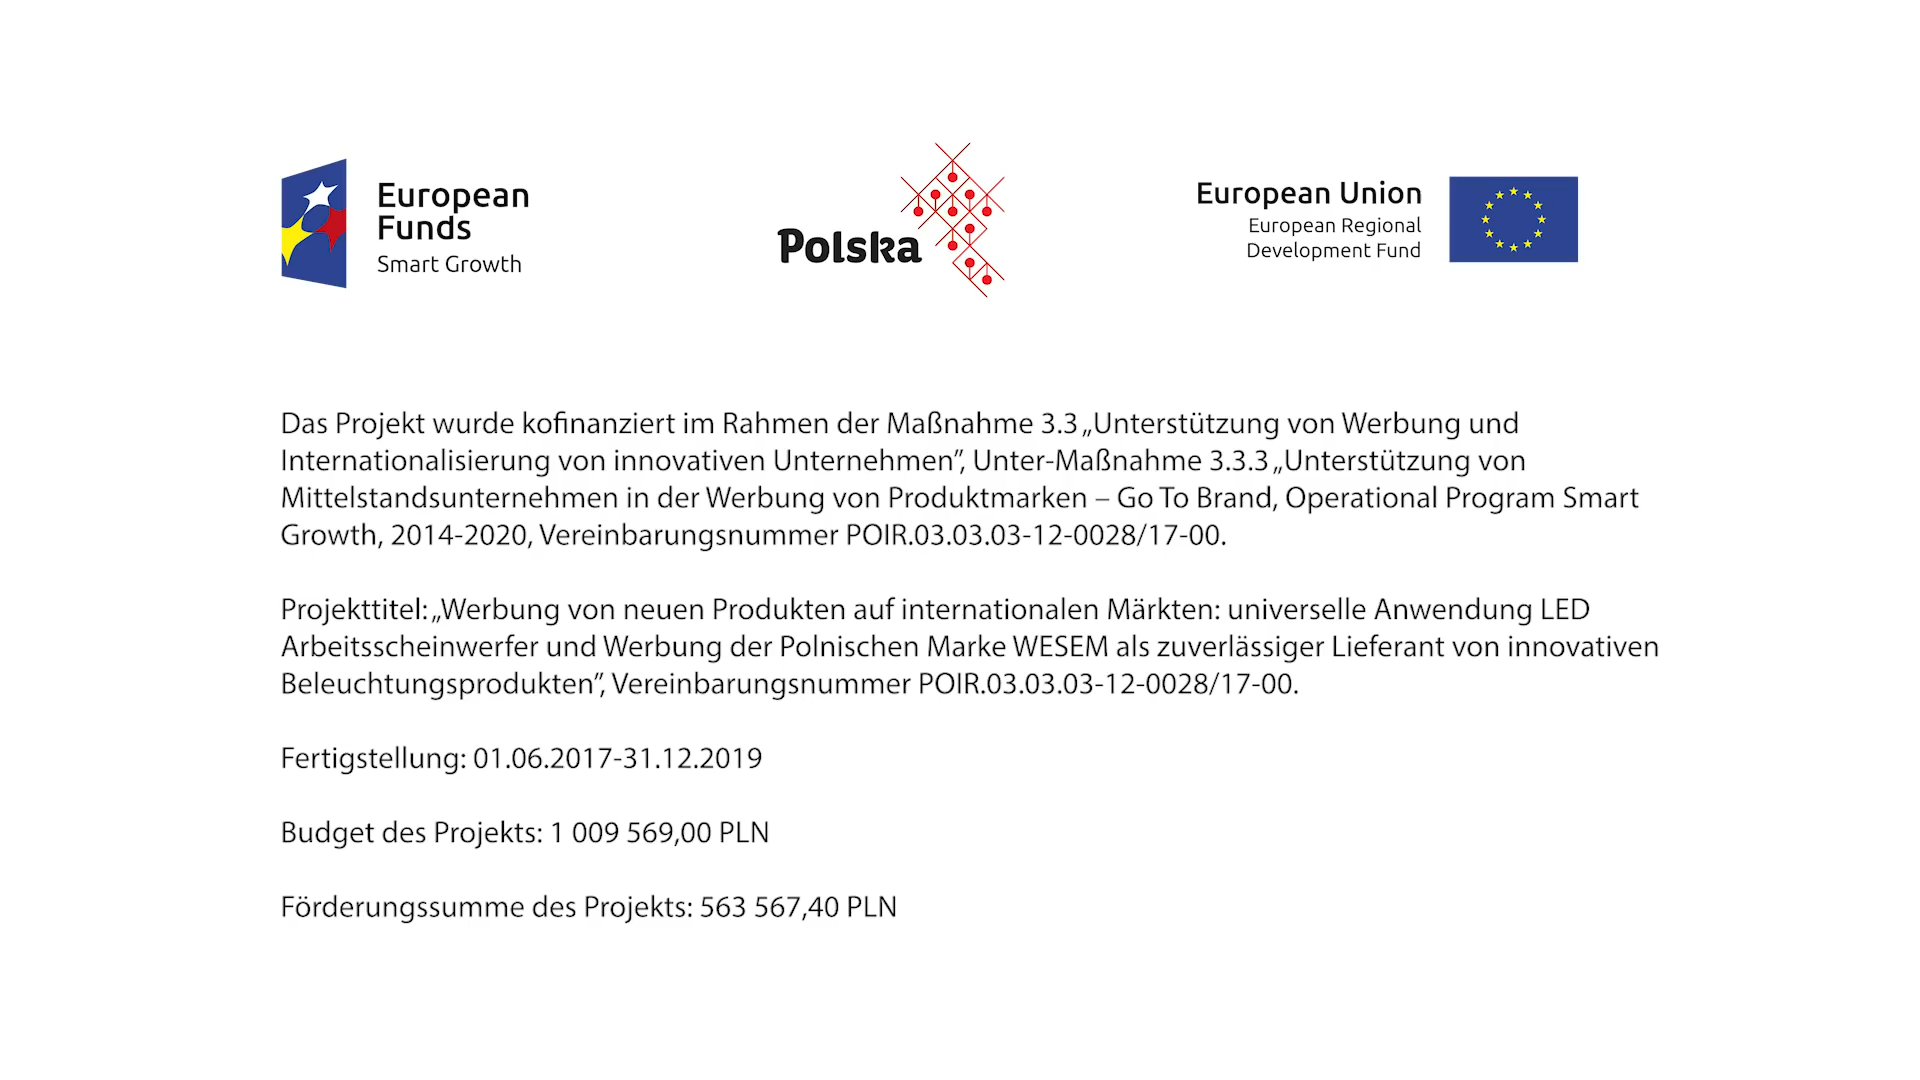 European
Funds
Smart Growth
Polska
European Union
European Regional
Development Fund
Das Projekt wurde kofinanziert im Rahmen der Maßnahme 3.3 „Unterstützung von Werbung und
Internationalisierung von innovativen Unternehmen”, Unter-Maßnahme 3.3.3 „Unterstützung von
Mittelstandsunternehmen in der Werbung von Produktmarken – Go To Brand, Operational Program Smart
Growth, 2014-2020, Vereinbarungsnummer POIR.03.03.03-12-0028/17-00.
Projekttitel: „Werbung von neuen Produkten auf internationalen Märkten: universelle Anwendung LED
Arbeitsscheinwerfer und Werbung der Polnischen Marke WESEM als zuverlässiger Lieferant von innovativen
Beleuchtungsprodukten”, Vereinbarungsnummer POIR.03.03.03-12-0028/17-00.
Fertigstellung: 01.06.2017-31.12.2019
Budget des Projekts: 1 009 569,00 PLN
Förderungssumme des Projekts: 563 567,40 PLN